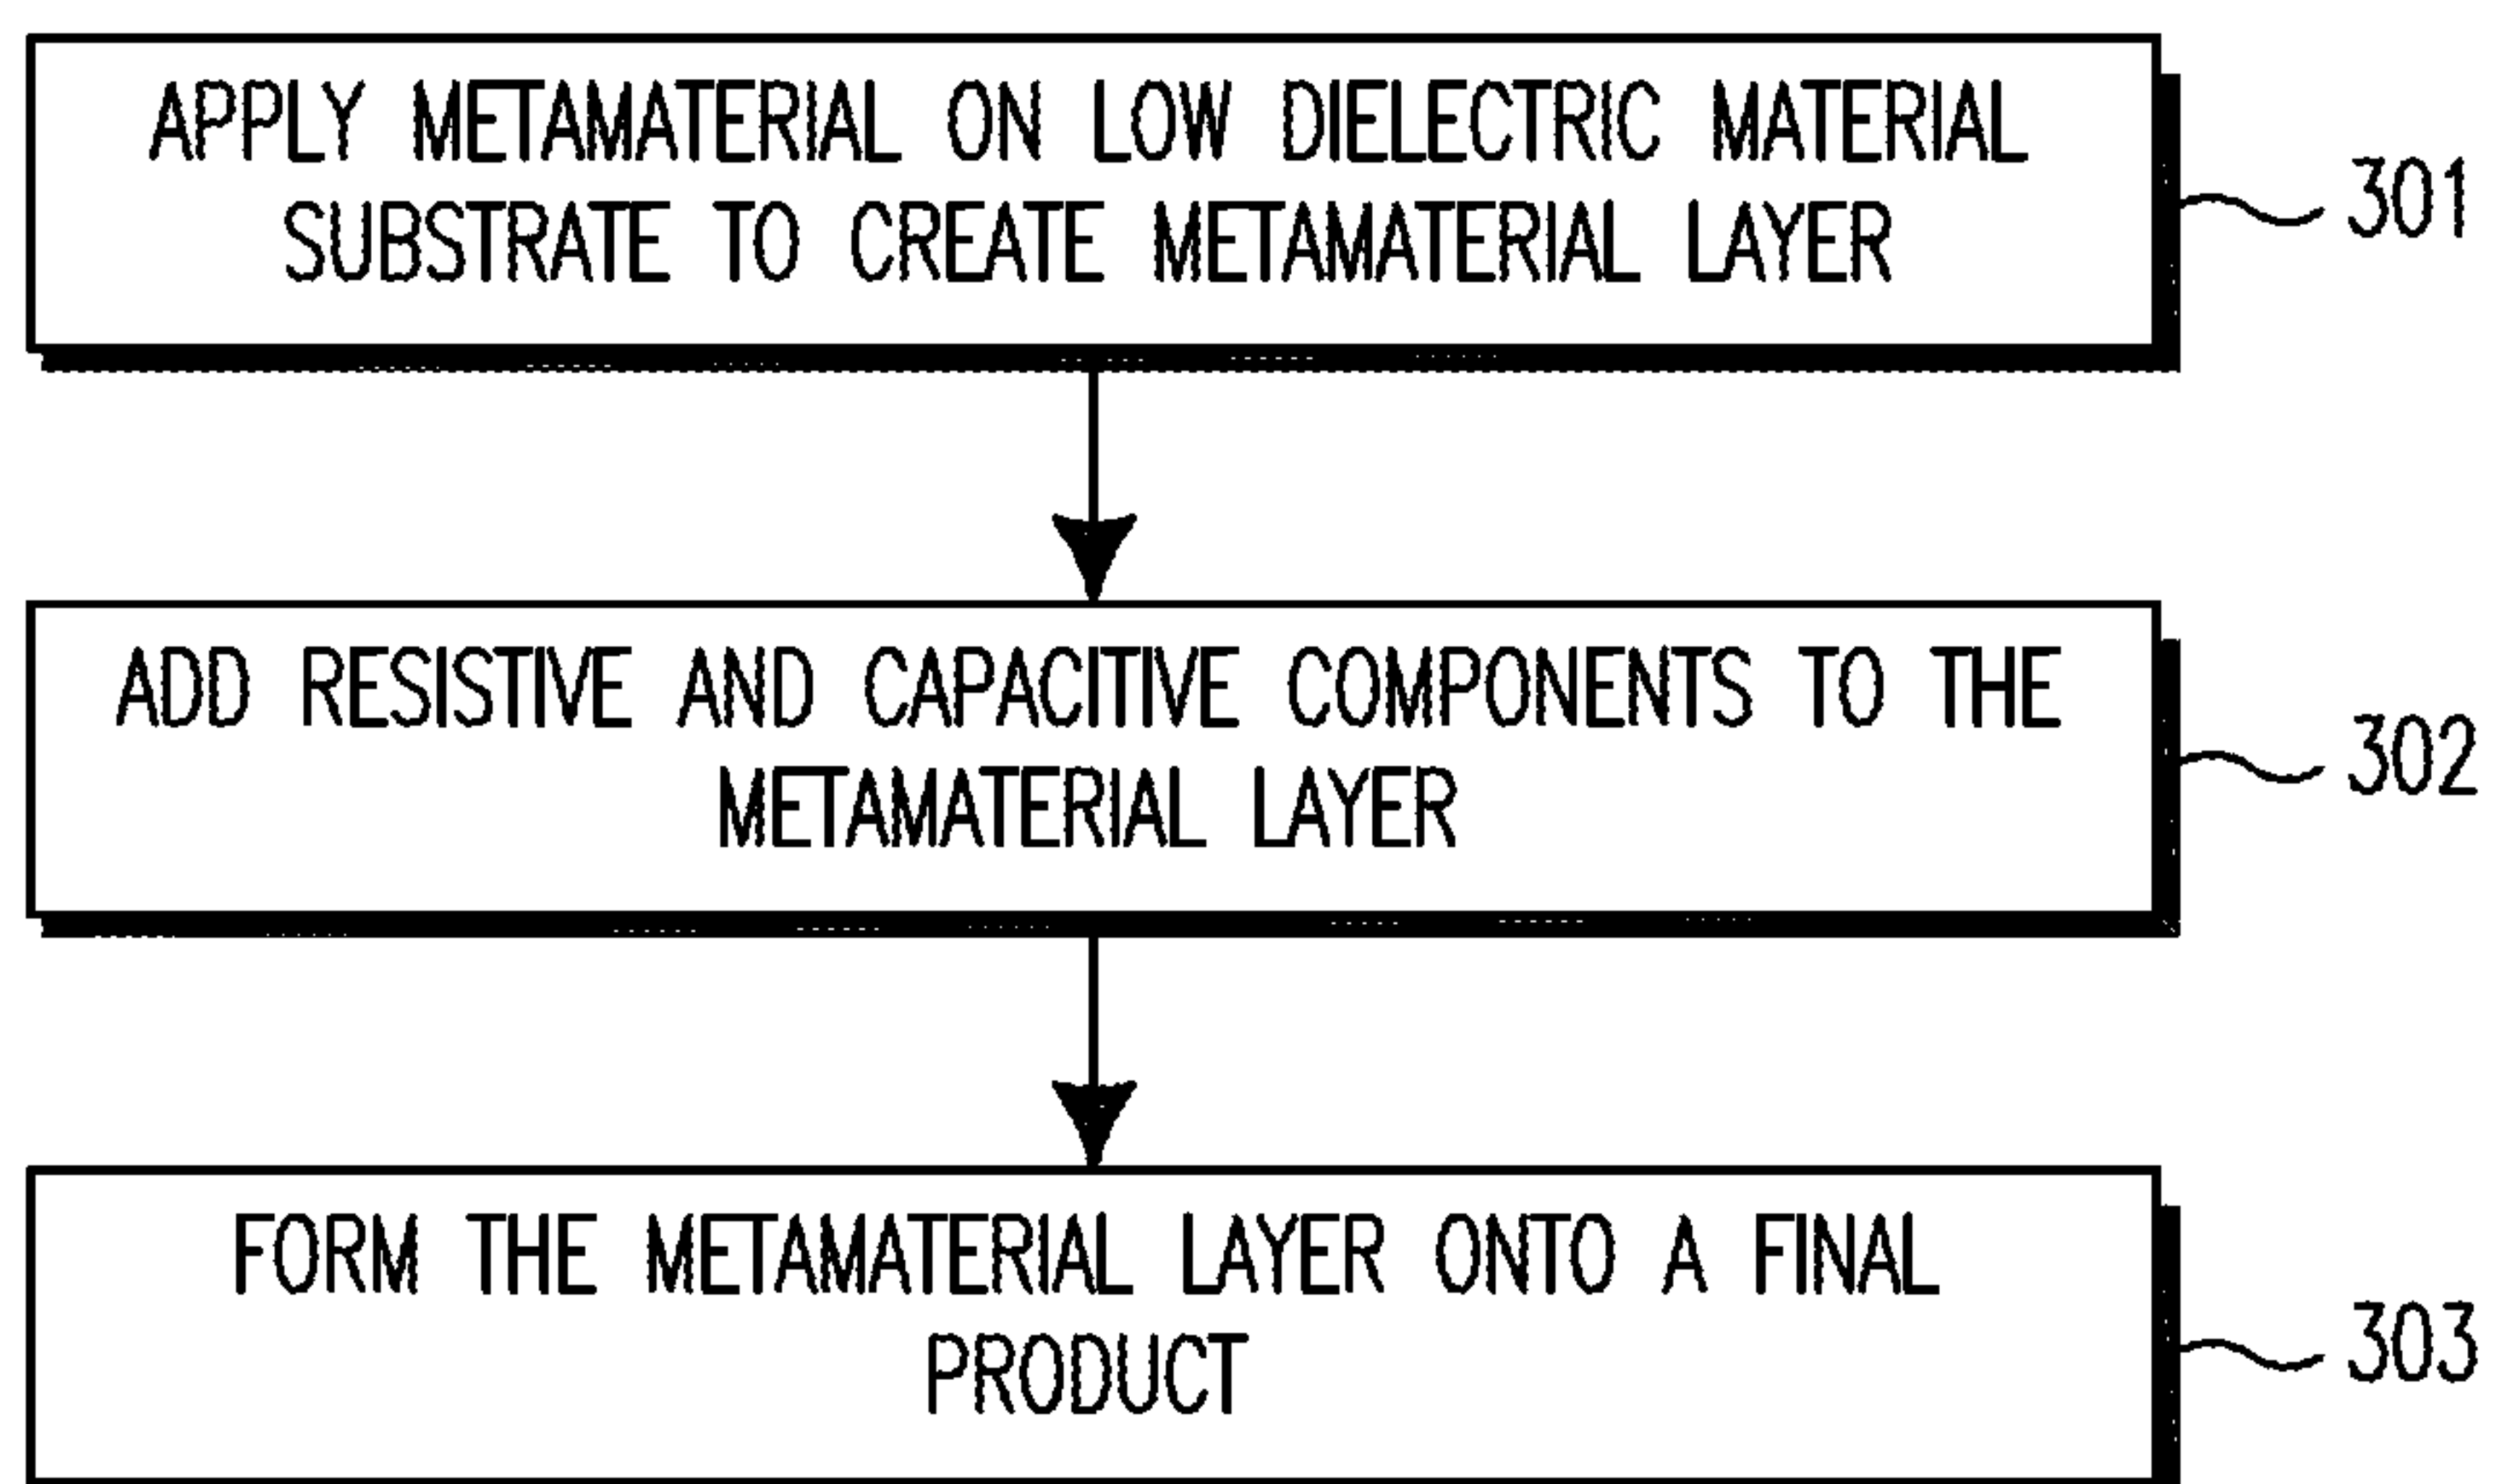 APPLY METAMATERIAL ON LOW DIELECTRIC MATERIAL
SUBSTRATE TO CREATE METAMATERIAL LAYER
301
ADD RESISTIVE AND CAPACITIVE COMPONENTS TO THE
METAMATERIAL LAYER
302
FORM THE METAMATERIAL LAYER ONTO A FINAL
PRODUCT
303